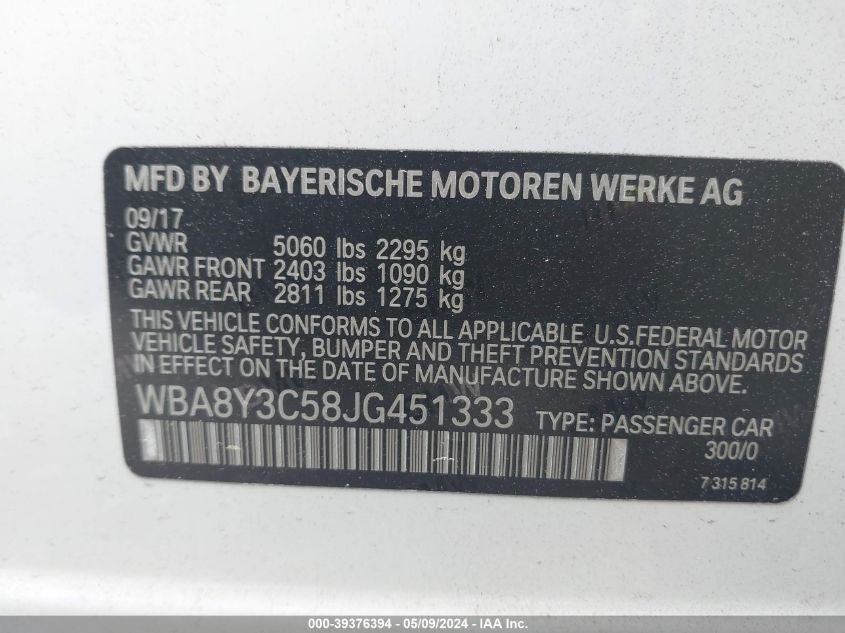 MFD BY BAYERISCHE MOTOREN WERKE AG
09/17
GVWR 5060 lbs 2295 kg
GAWR FRONT 2403 lbs 1090 kg
GAWR REAR 2811 lbs 1275 kg
THIS VEHICLE CONFORMS TO ALL APPLICABLE U.S.FEDERAL MOTOR
VEHICLE SAFETY, BUMPER AND THEFT PREVENTION STANDARDS
IN EFFECT ON THE DATE OF MANUFACTURE SHOWN ABOVE.
WBA8Y3C58JG451333 TYPE: PASSENGER CAR
300/0
7 315 814
000-39376394 - 05/09/2024 - IAA Inc.